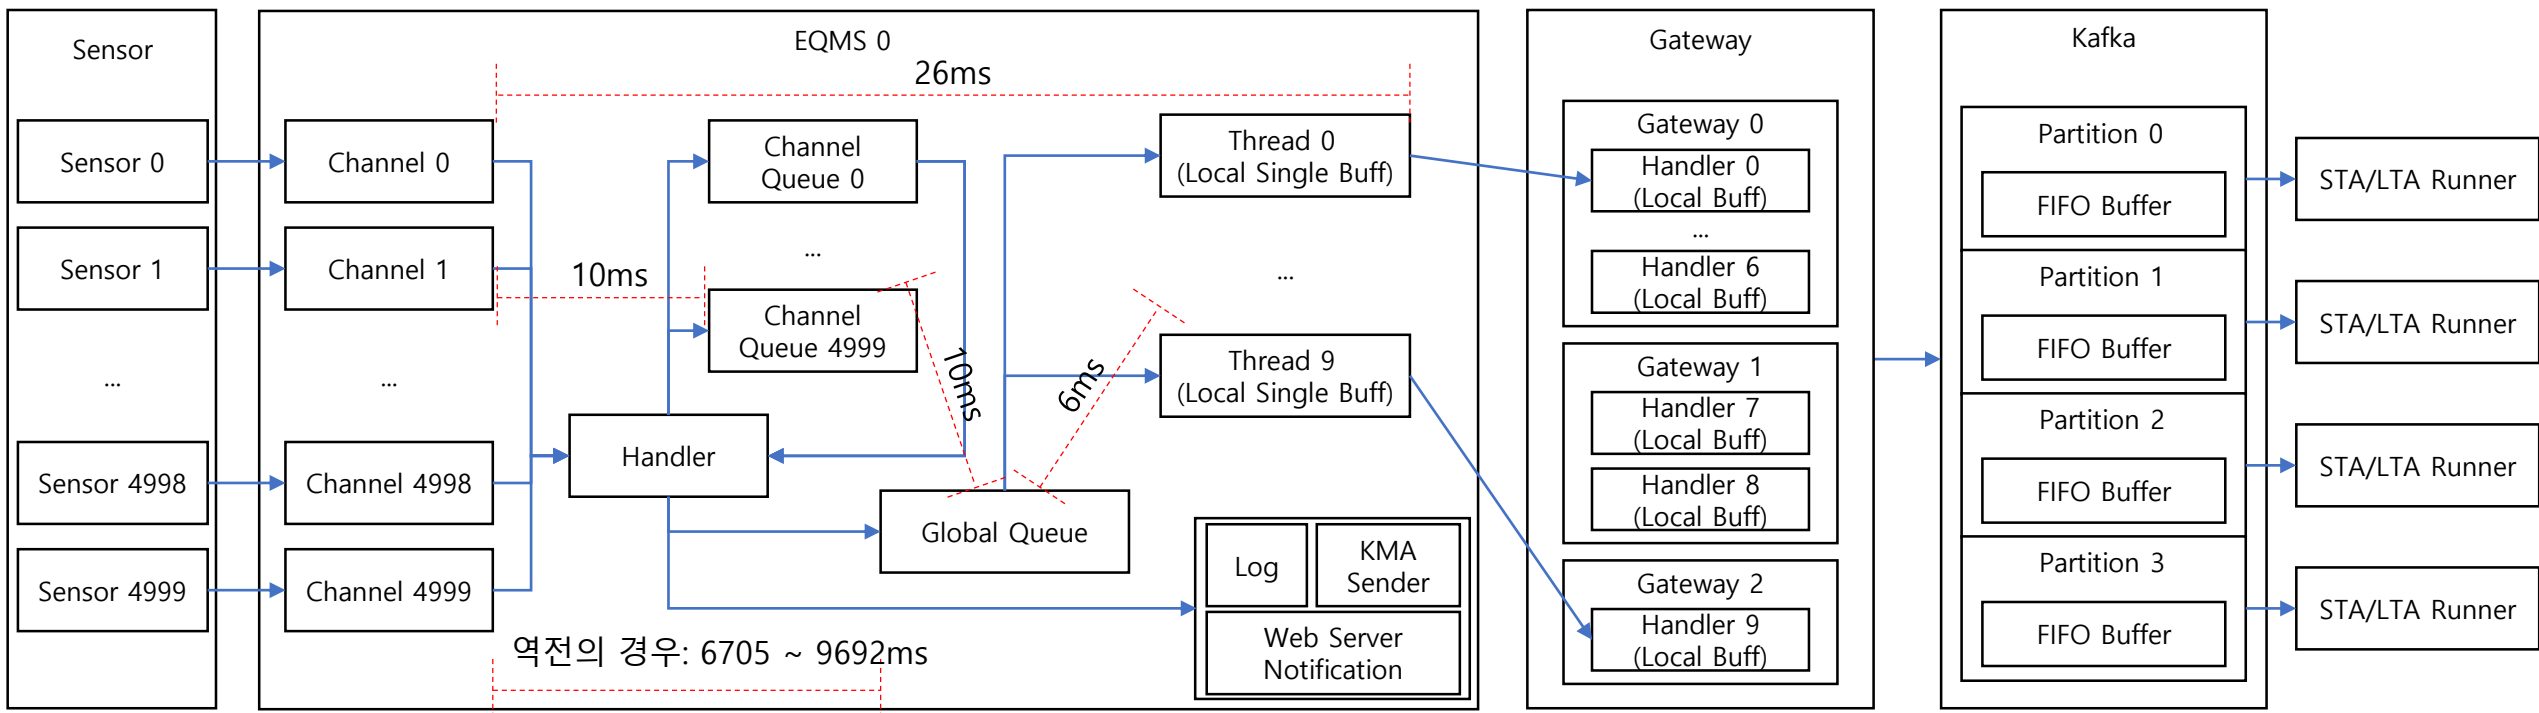 Sensor
Sensor 0
Sensor 1
...
Sensor 4998
Sensor 4999
EQMS 0
26ms
Channel 0
Channel 1
...
Channel 4998
Channel 4999
10ms
Channel
Queue 0
...
Channel
Queue 4999
Handler
10ms
6ms
Global Queue
Thread 0
(Local Single Buff)
...
Thread 9
(Local Single Buff)
Log
KMA
Sender
Web Server
Notification
역전의 경우: 6705 ~ 9692ms
Gateway
Gateway 0
Handler 0
(Local Buff)
...
Handler 6
(Local Buff)
Gateway 1
Handler 7
(Local Buff)
Handler 8
(Local Buff)
Gateway 2
Handler 9
(Local Buff)
Kafka
Partition 0
FIFO Buffer
Partition 1
FIFO Buffer
Partition 2
FIFO Buffer
Partition 3
FIFO Buffer
STA/LTA Runner
STA/LTA Runner
STA/LTA Runner
STA/LTA Runner